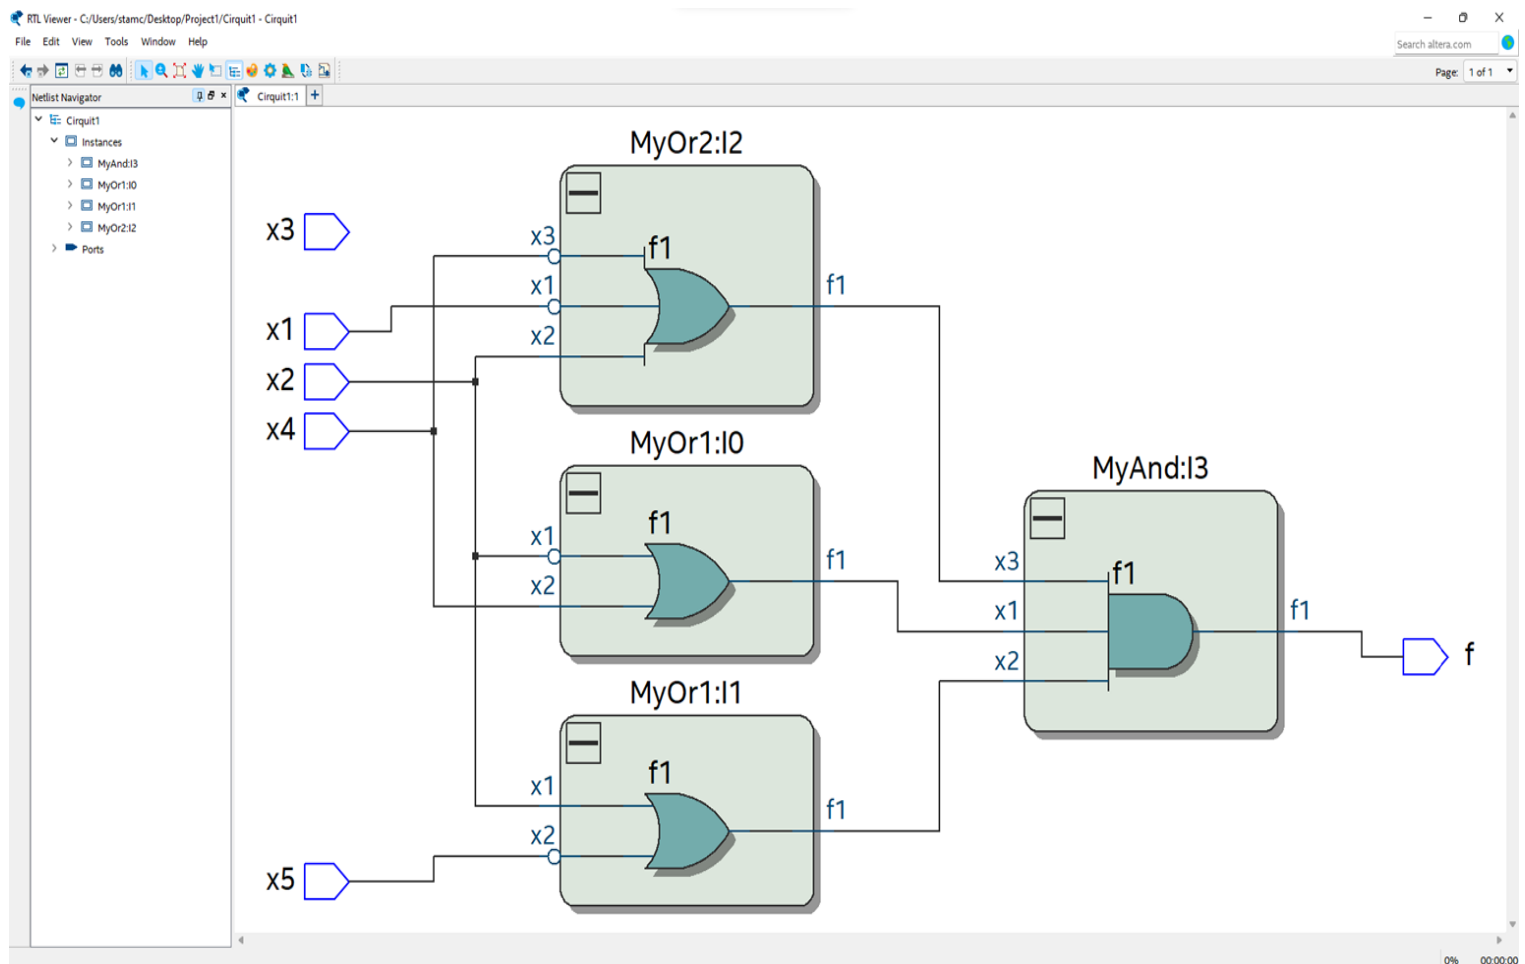 RTL Viewer - C:/Users/stamc/Desktop/Project1/Cirquit1 - Cirquit1
File Edit View Tools Window Help
Search altera.com
Page: 1 of 1
Netlist Navigator
Cirquit1:1
Cirquit1
Instances
MyAnd:I3
MyOr1:I0
MyOr1:I1
MyOr2:I2
Ports
MyOr2:I2
x3
x3
f1
x1
f1
x1
x2
x2
x4
MyOr1:I0
f1
x1
f1
x2
MyAnd:I3
x3
f1
x1
f1
x2
f
MyOr1:I1
f1
x1
f1
x2
x5
0% 00:00:00